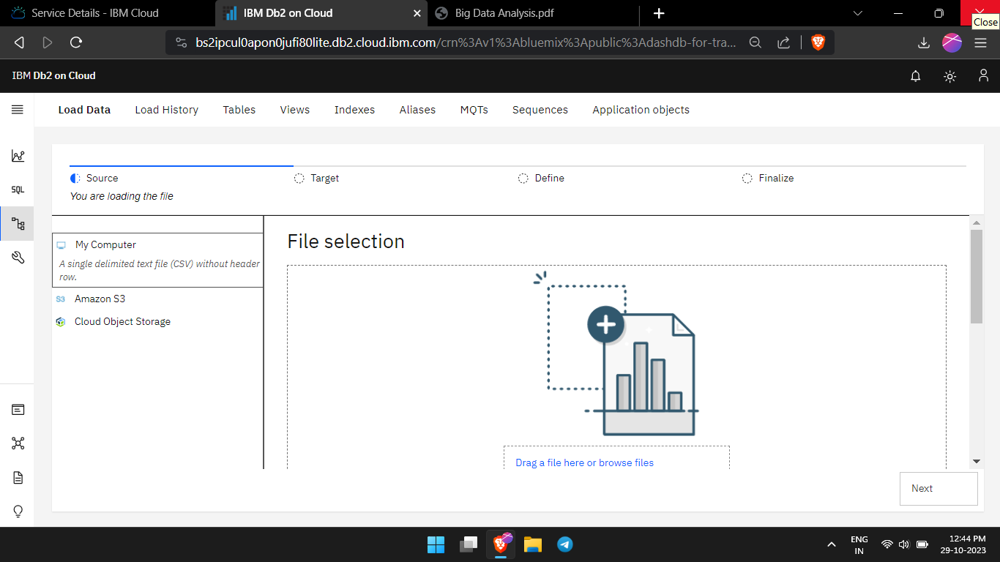 Service Details - IBM Cloud
IBM Db2 on Cloud
Big Data Analysis.pdf
Close
bs2ipcul0apon0jufi80lite.db2.cloud.ibm.com/crn%3Av1%3Abluemix%3Apublic%3Adashdb-for-tra...
IBM Db2 on Cloud
Load Data Load History Tables Views Indexes Aliases MQTs Sequences Application objects
SQL
Source
Target
Define
Finalize
You are loading the file
My Computer
A single delimited text file (CSV) without header
row.
S3 Amazon S3
Cloud Object Storage
File selection
Drag a file here or browse files
Next
ENG
IN
12:44 PM
29-10-2023